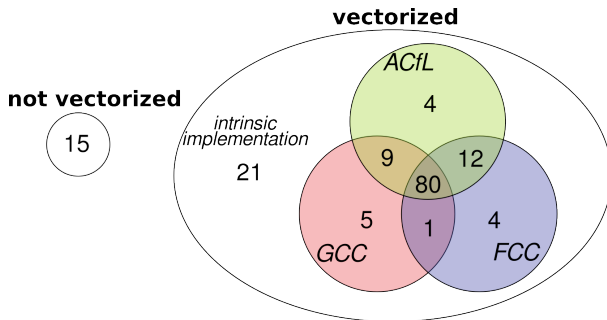 vectorized
not vectorized
15
intrinsic
implementation
21
ACfL
4
9
12
80
5
1
4
GCC
FCC